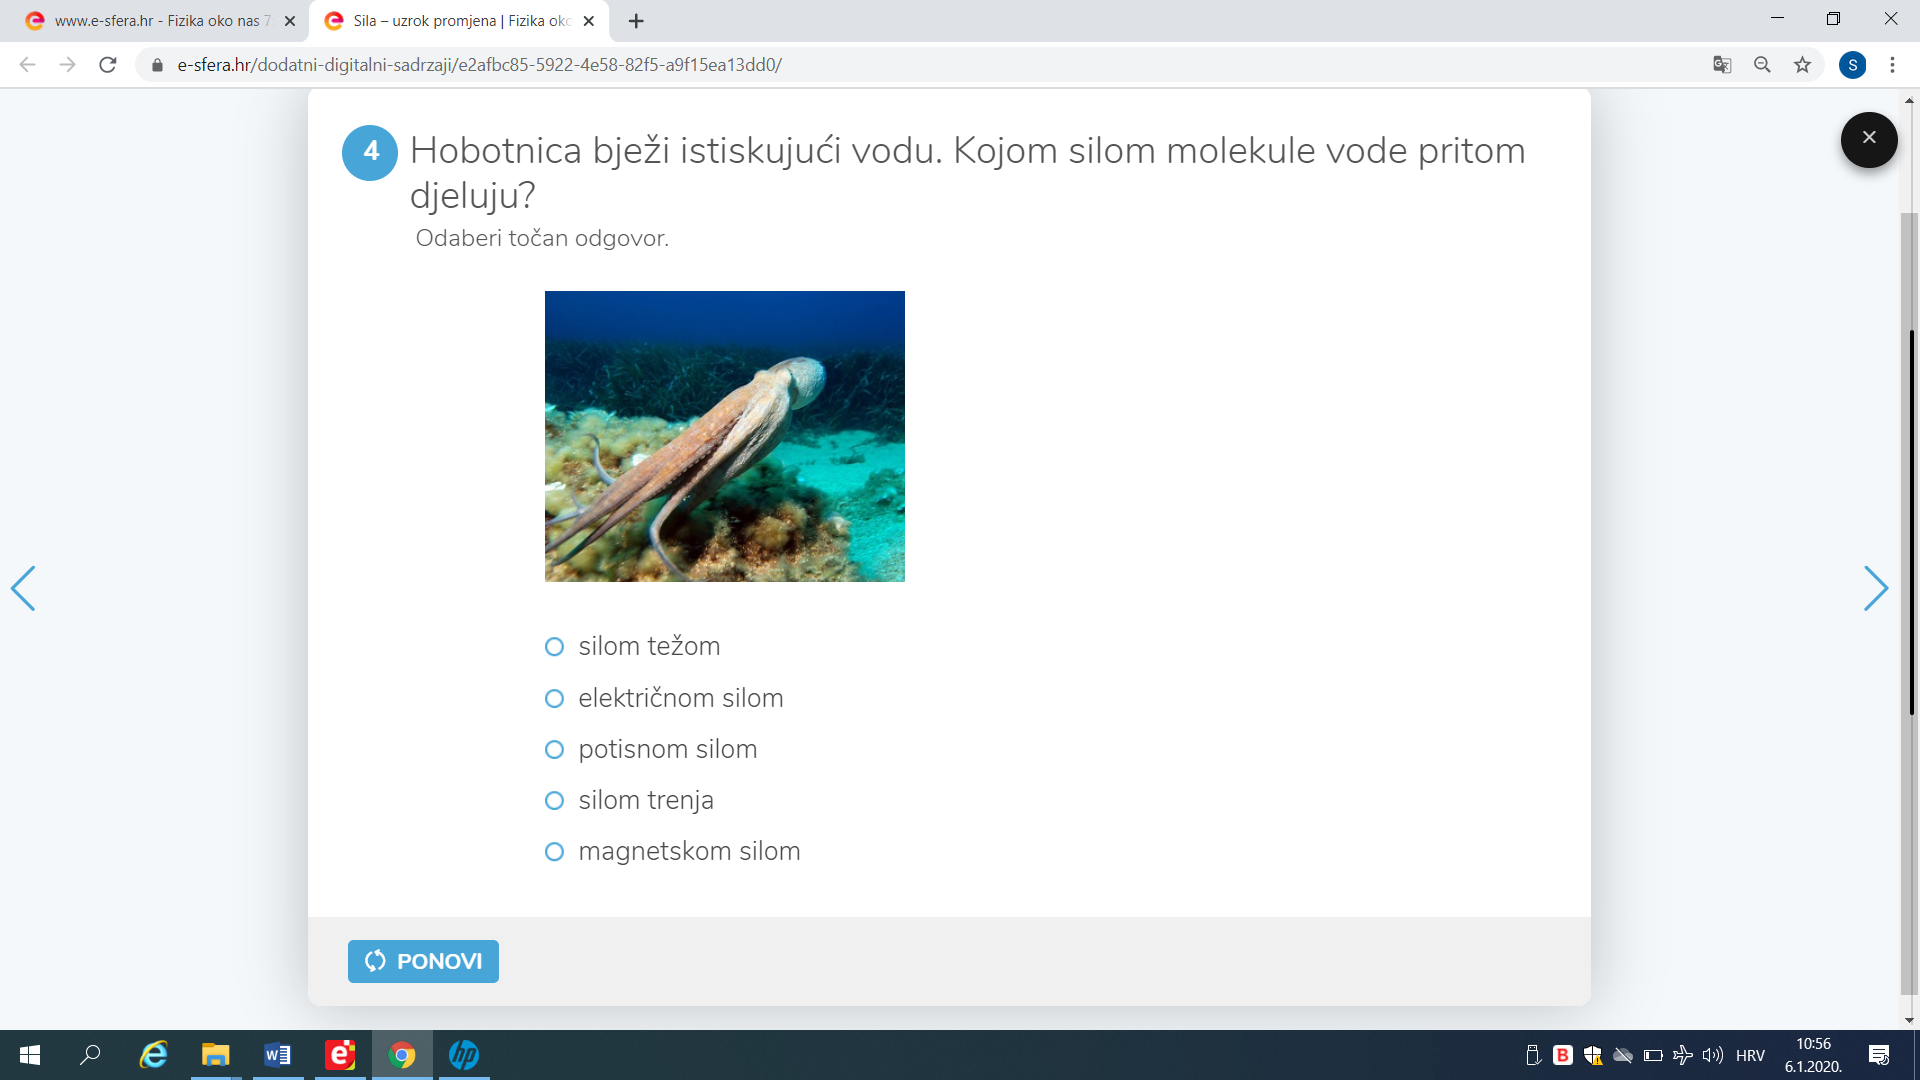 www.e-sfera.hr - Fizika oko nas 7
Sila – uzrok promjena | Fizika oko
e-sfera.hr/dodatni-digitalni-sadrzaji/e2afbc85-5922-4e58-82f5-a9f15ea13dd0/
S
4
Hobotnica bježi istiskujući vodu. Kojom silom molekule vode pritom
djeluju?
Odaberi točan odgovor.
silom težom
električnom silom
potisnom silom
silom trenja
magnetskom silom
PONOVI
HRV
10:56
6.1.2020.